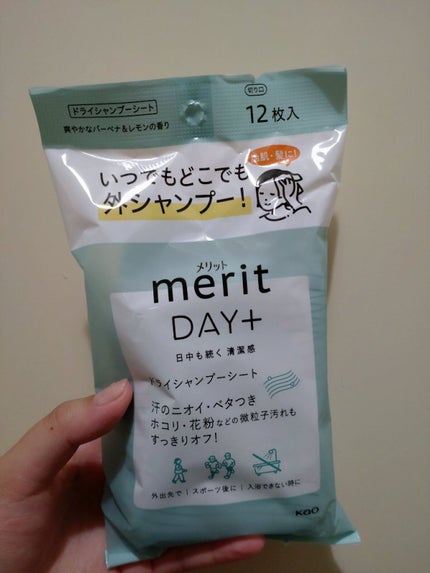 切り口
ドライシャンプーシート
12枚入
爽やかなバーベナ&レモンの香り
地肌・髪に!
いつでもどこでも
外シャンプー!
メリット
merit
DAY+
日中も続く 清潔感
ドライシャンプーシート
汗のニオイ・ベタつき
ホコリ・花粉などの微粒子汚れも
すっきりオフ!
外出先で | スポーツ後に | 入浴できない時に
Kao